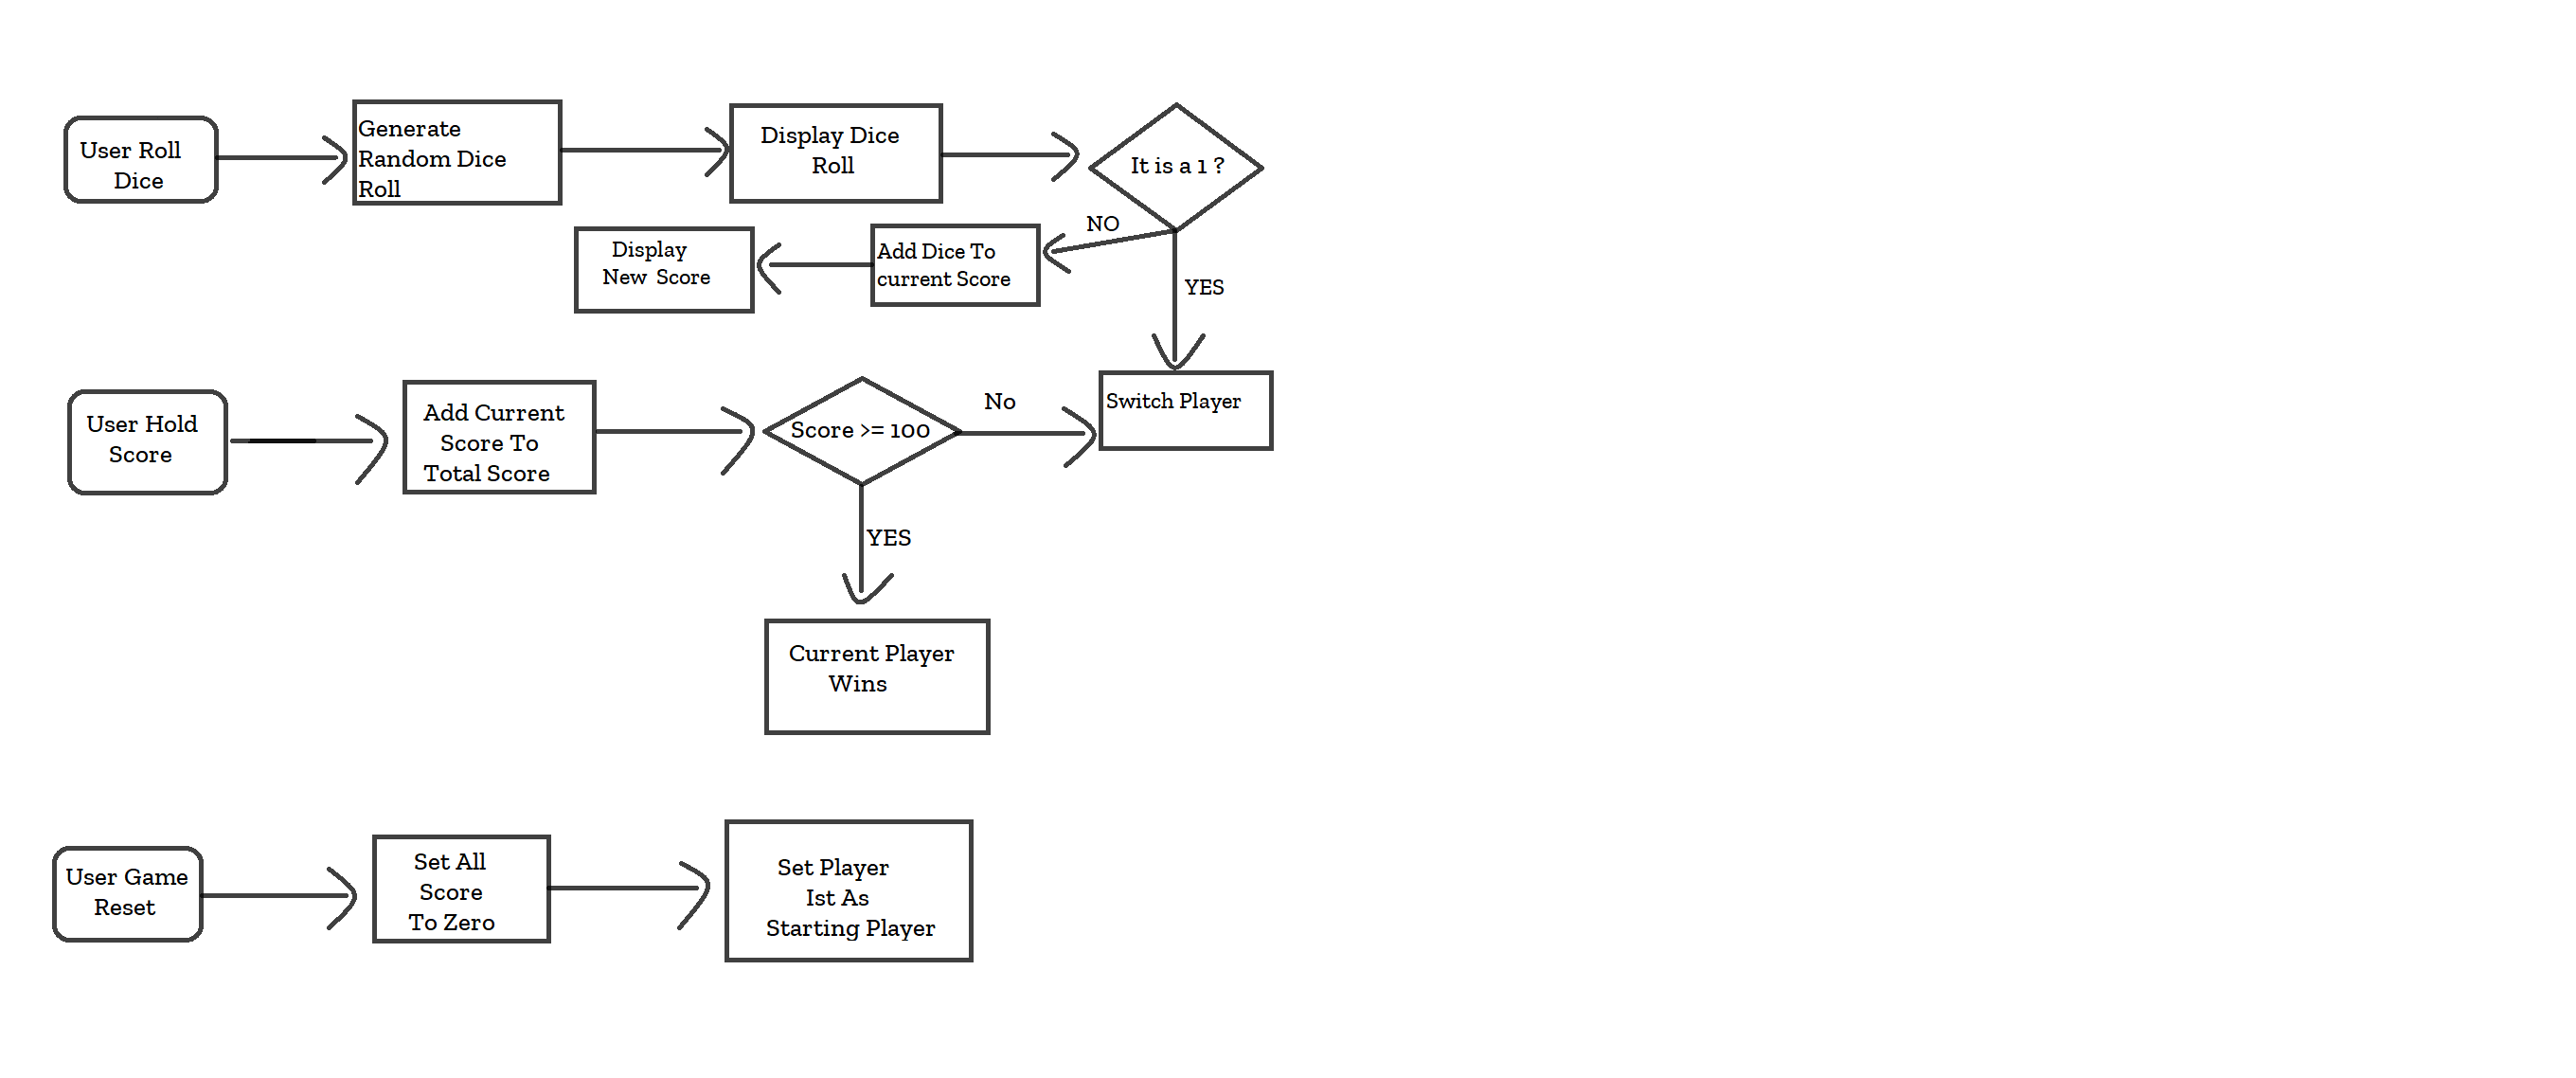 User Roll
Dice
Generate
Random Dice
Roll
Display Dice
Roll
It is a 1 ?
NO
YES
Add Dice To
current Score
Display
New Score
User Hold
Score
Add Current
Score To
Total Score
Score >= 100
No
Switch Player
YES
Current Player
Wins
User Game
Reset
Set All
Score
To Zero
Set Player
Ist As
Starting Player